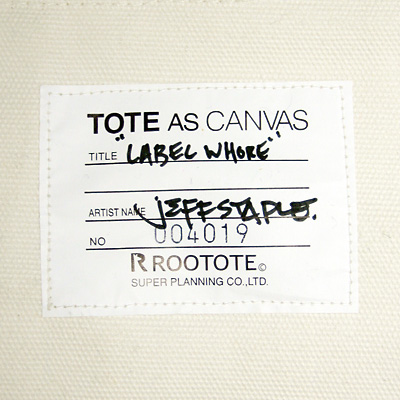 TOTE AS CANVAS
TITLE "LABEL WHORE"
ARTIST NAME JEFFSTAPLE.
NO 004019
R ROOTOTE©
SUPER PLANNING CO.,LTD.